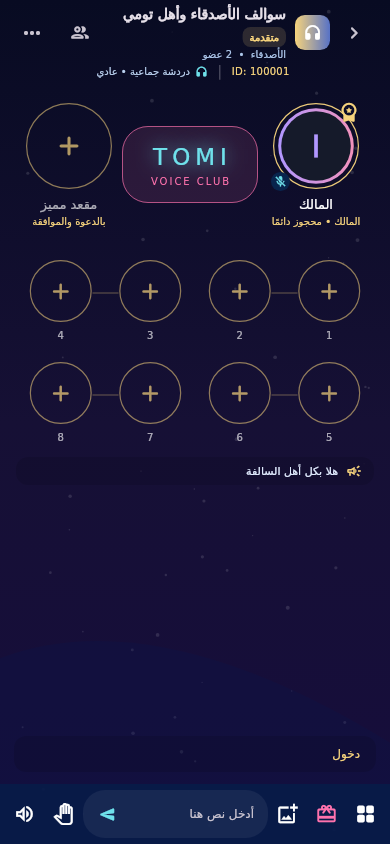 سوالف الأصدقاء وأهل تومي
متقدمة
الأصدقاء • 2 عضو
ID: 100001 | دردشة جماعية • عادي
TOMI
VOICE CLUB
المالك
المالك • محجوز دائمًا
مقعد مميز
بالدعوة والموافقة
1 2 3 4
5 6 7 8
هلا بكل أهل السالفة
دخول
أدخل نص هنا